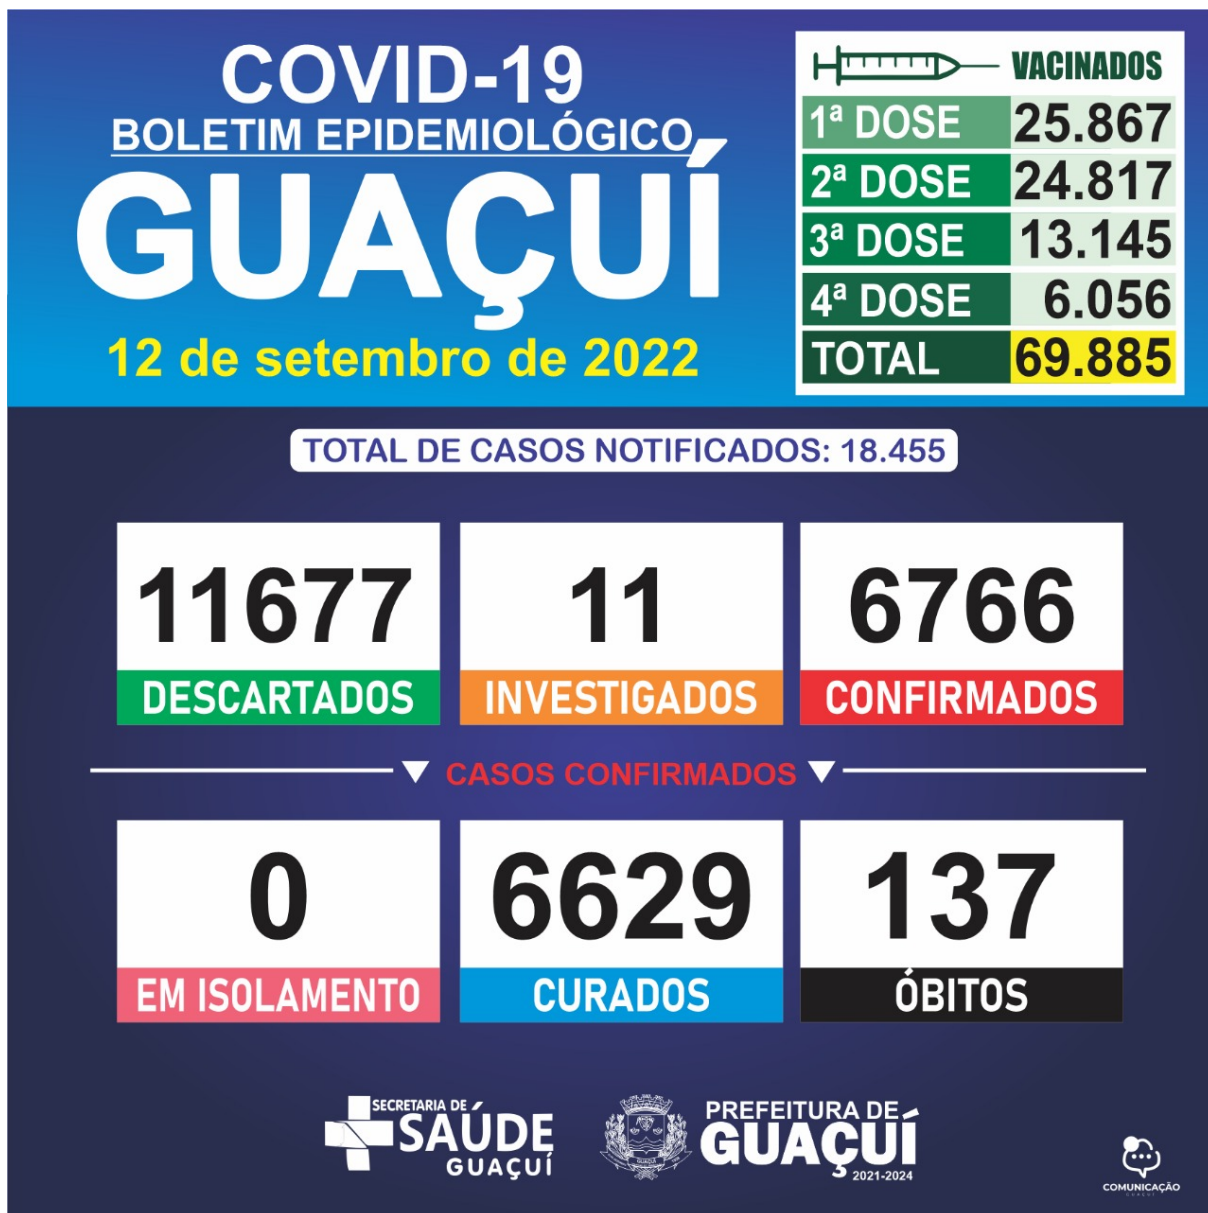 COVID-19
BOLETIM EPIDEMIOLÓGICO
GUAÇUÍ
12 de setembro de 2022
VACINADOS
1ª DOSE 25.867
2ª DOSE 24.817
3ª DOSE 13.145
4ª DOSE 6.056
TOTAL 69.885
TOTAL DE CASOS NOTIFICADOS: 18.455
11677
DESCARTADOS
11
INVESTIGADOS
6766
CONFIRMADOS
CASOS CONFIRMADOS
0
EM ISOLAMENTO
6629
CURADOS
137
ÓBITOS
SECRETARIA DE
SAÚDE
GUAÇUÍ
PREFEITURA DE
GUAÇUÍ
2021-2024
COMUNICAÇÃO
GUAÇUÍ